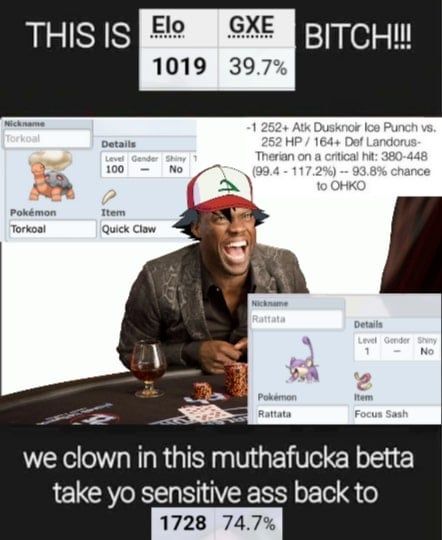 THIS IS Elo GXE BITCH!!!
1019 39.7%
Nickname
Torkoal
Details
Level Gender Shiny T
100 — No
Pokémon Item
Torkoal Quick Claw
-1 252+ Atk Dusknoir Ice Punch vs.
252 HP / 164+ Def Landorus-
Therian on a critical hit: 380-448
(99.4 - 117.2%) -- 93.8% chance
to OHKO
Nickname
Rattata
Details
Level Gender Shiny
1 — No
Pokémon Item
Rattata Focus Sash
we clown in this muthafucka betta
take yo sensitive ass back to
1728 74.7%